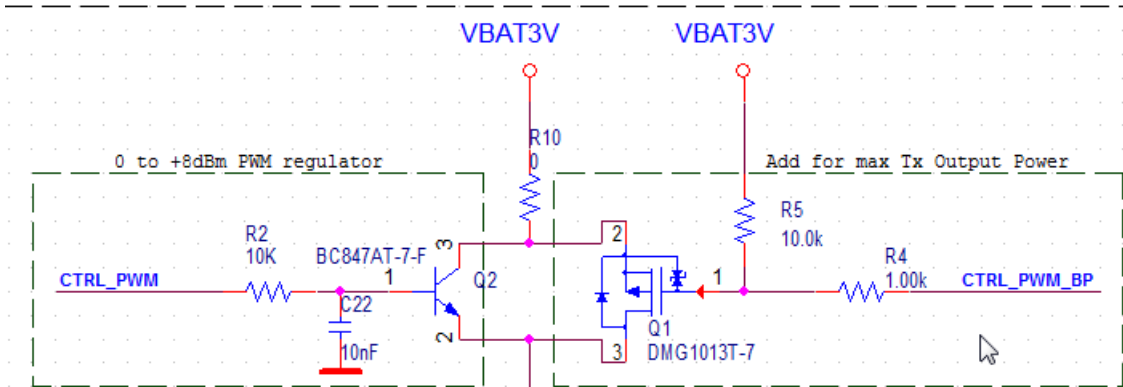 VBAT3V
VBAT3V
R10
0
0 to +8dBm PWM regulator
Add for max Tx Output Power
R2
10K
BC847AT-7-F
3
2
R5
10.0k
CTRL_PWM
1
Q2
1
R4
1.00k
CTRL_PWM_BP
C22
10nF
2
Q1
3
DMG1013T-7